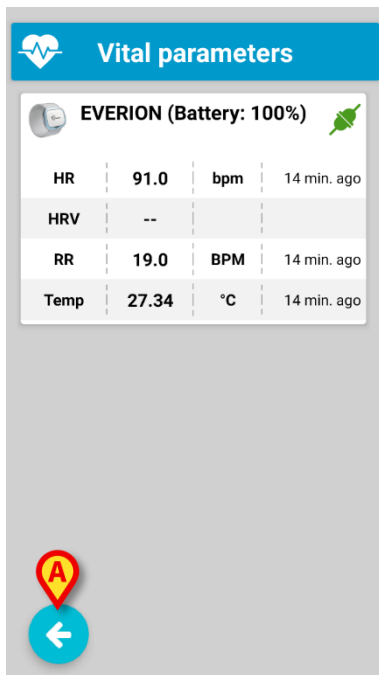 Vital parameters
EVERION (Battery: 100%)
HR 91.0 bpm 14 min. ago
HRV --
RR 19.0 BPM 14 min. ago
Temp 27.34 °C 14 min. ago
A